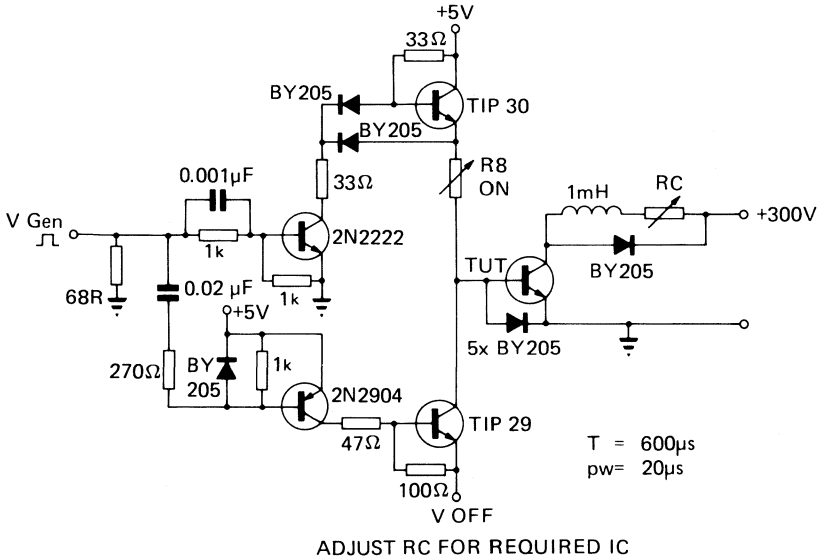 +5V
33Ω
BY205
TIP 30
BY205
R8
ON
33Ω
0.001µF
1mH
RC
+300V
V Gen
2N2222
1k
BY205
TUT
68R
0.02 µF
1k
+5V
5x BY205
270Ω
BY
205
1k
2N2904
TIP 29
47Ω
T = 600µs
pw= 20µs
100Ω
V OFF
ADJUST RC FOR REQUIRED IC